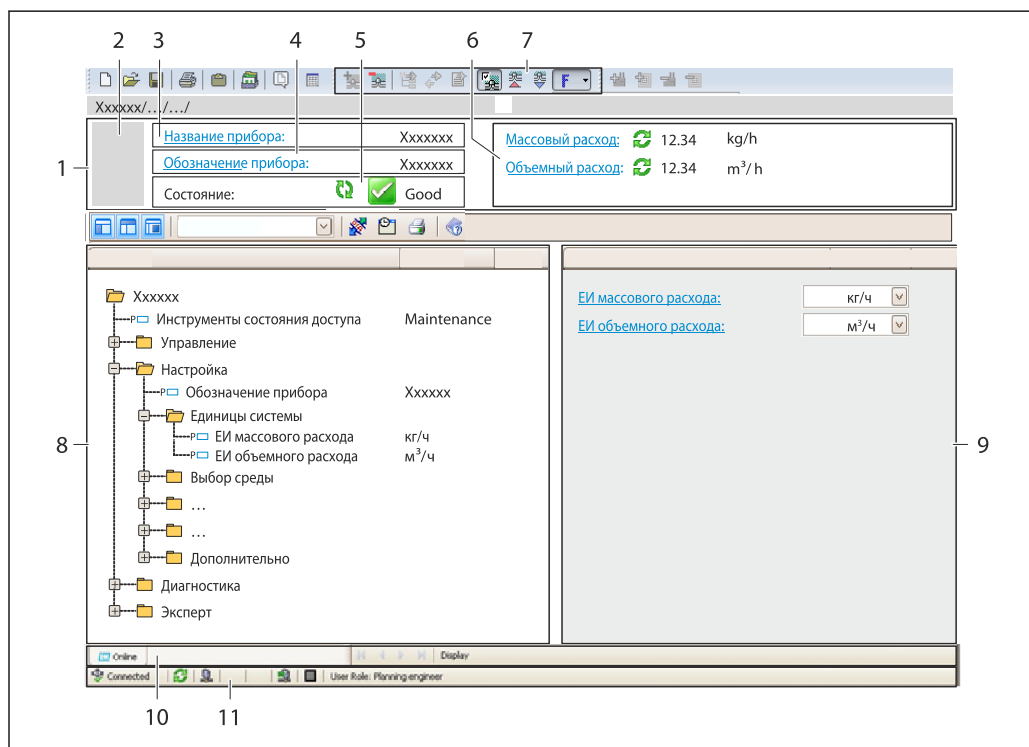 2 3 4 5 6 7
F
Xxxxxx/.../.../
1
Название прибора: Xxxxxxx
Обозначение прибора: Xxxxxxx
Состояние: Good
Массовый расход: 12.34 kg/h
Объемный расход: 12.34 m³/h
Xxxxxx
P Инструменты состояния доступа Maintenance
Управление
Настройка
P Обозначение прибора Xxxxxx
Единицы системы
P ЕИ массового расхода кг/ч
P ЕИ объемного расхода м³/ч
Выбор среды
...
...
Дополнительно
Диагностика
Эксперт
8
ЕИ массового расхода: кг/ч
ЕИ объемного расхода: м³/ч
9
Online Display
Connected User Role: Planning engineer
10 11